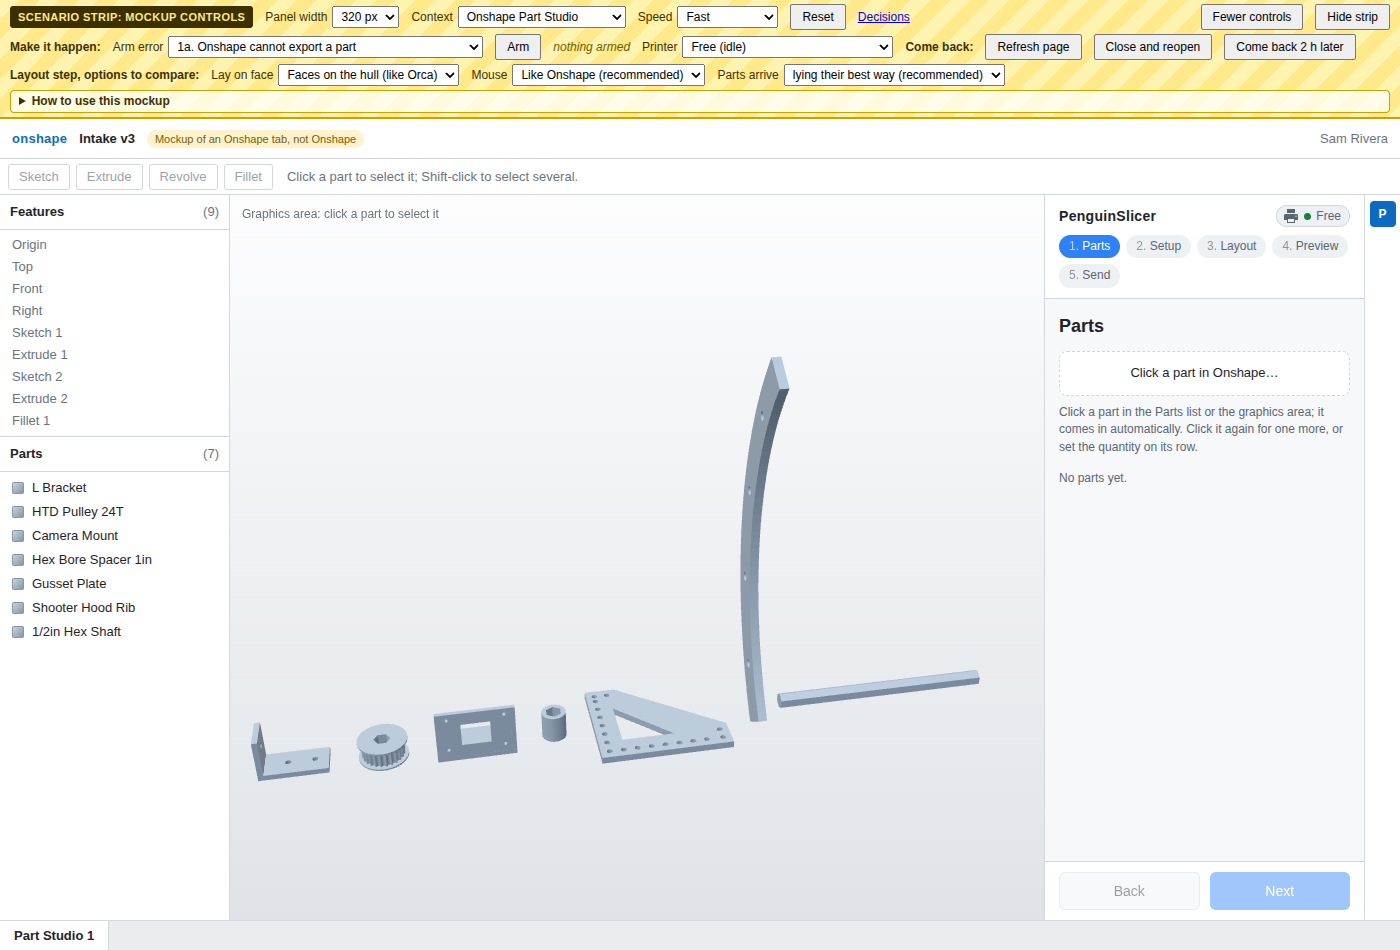 SCENARIO STRIP: MOCKUP CONTROLS Panel width 320 px Context Onshape Part Studio Speed Fast Reset Decisions Fewer controls Hide strip
Make it happen: Arm error 1a. Onshape cannot export a part Arm nothing armed Printer Free (idle) Come back: Refresh page Close and reopen Come back 2 h later
Layout step, options to compare: Lay on face Faces on the hull (like Orca) Mouse Like Onshape (recommended) Parts arrive lying their best way (recommended)
How to use this mockup
onshape Intake v3 Mockup of an Onshape tab, not Onshape Sam Rivera
Sketch Extrude Revolve Fillet Click a part to select it; Shift-click to select several.
Features (9)
Origin
Top
Front
Right
Sketch 1
Extrude 1
Sketch 2
Extrude 2
Fillet 1
Parts (7)
L Bracket
HTD Pulley 24T
Camera Mount
Hex Bore Spacer 1in
Gusset Plate
Shooter Hood Rib
1/2in Hex Shaft
Graphics area: click a part to select it
PenguinSlicer Free
1. Parts 2. Setup 3. Layout 4. Preview
5. Send
Parts
Click a part in Onshape…
Click a part in the Parts list or the graphics area; it
comes in automatically. Click it again for one more, or
set the quantity on its row.
No parts yet.
Back Next
P
Part Studio 1